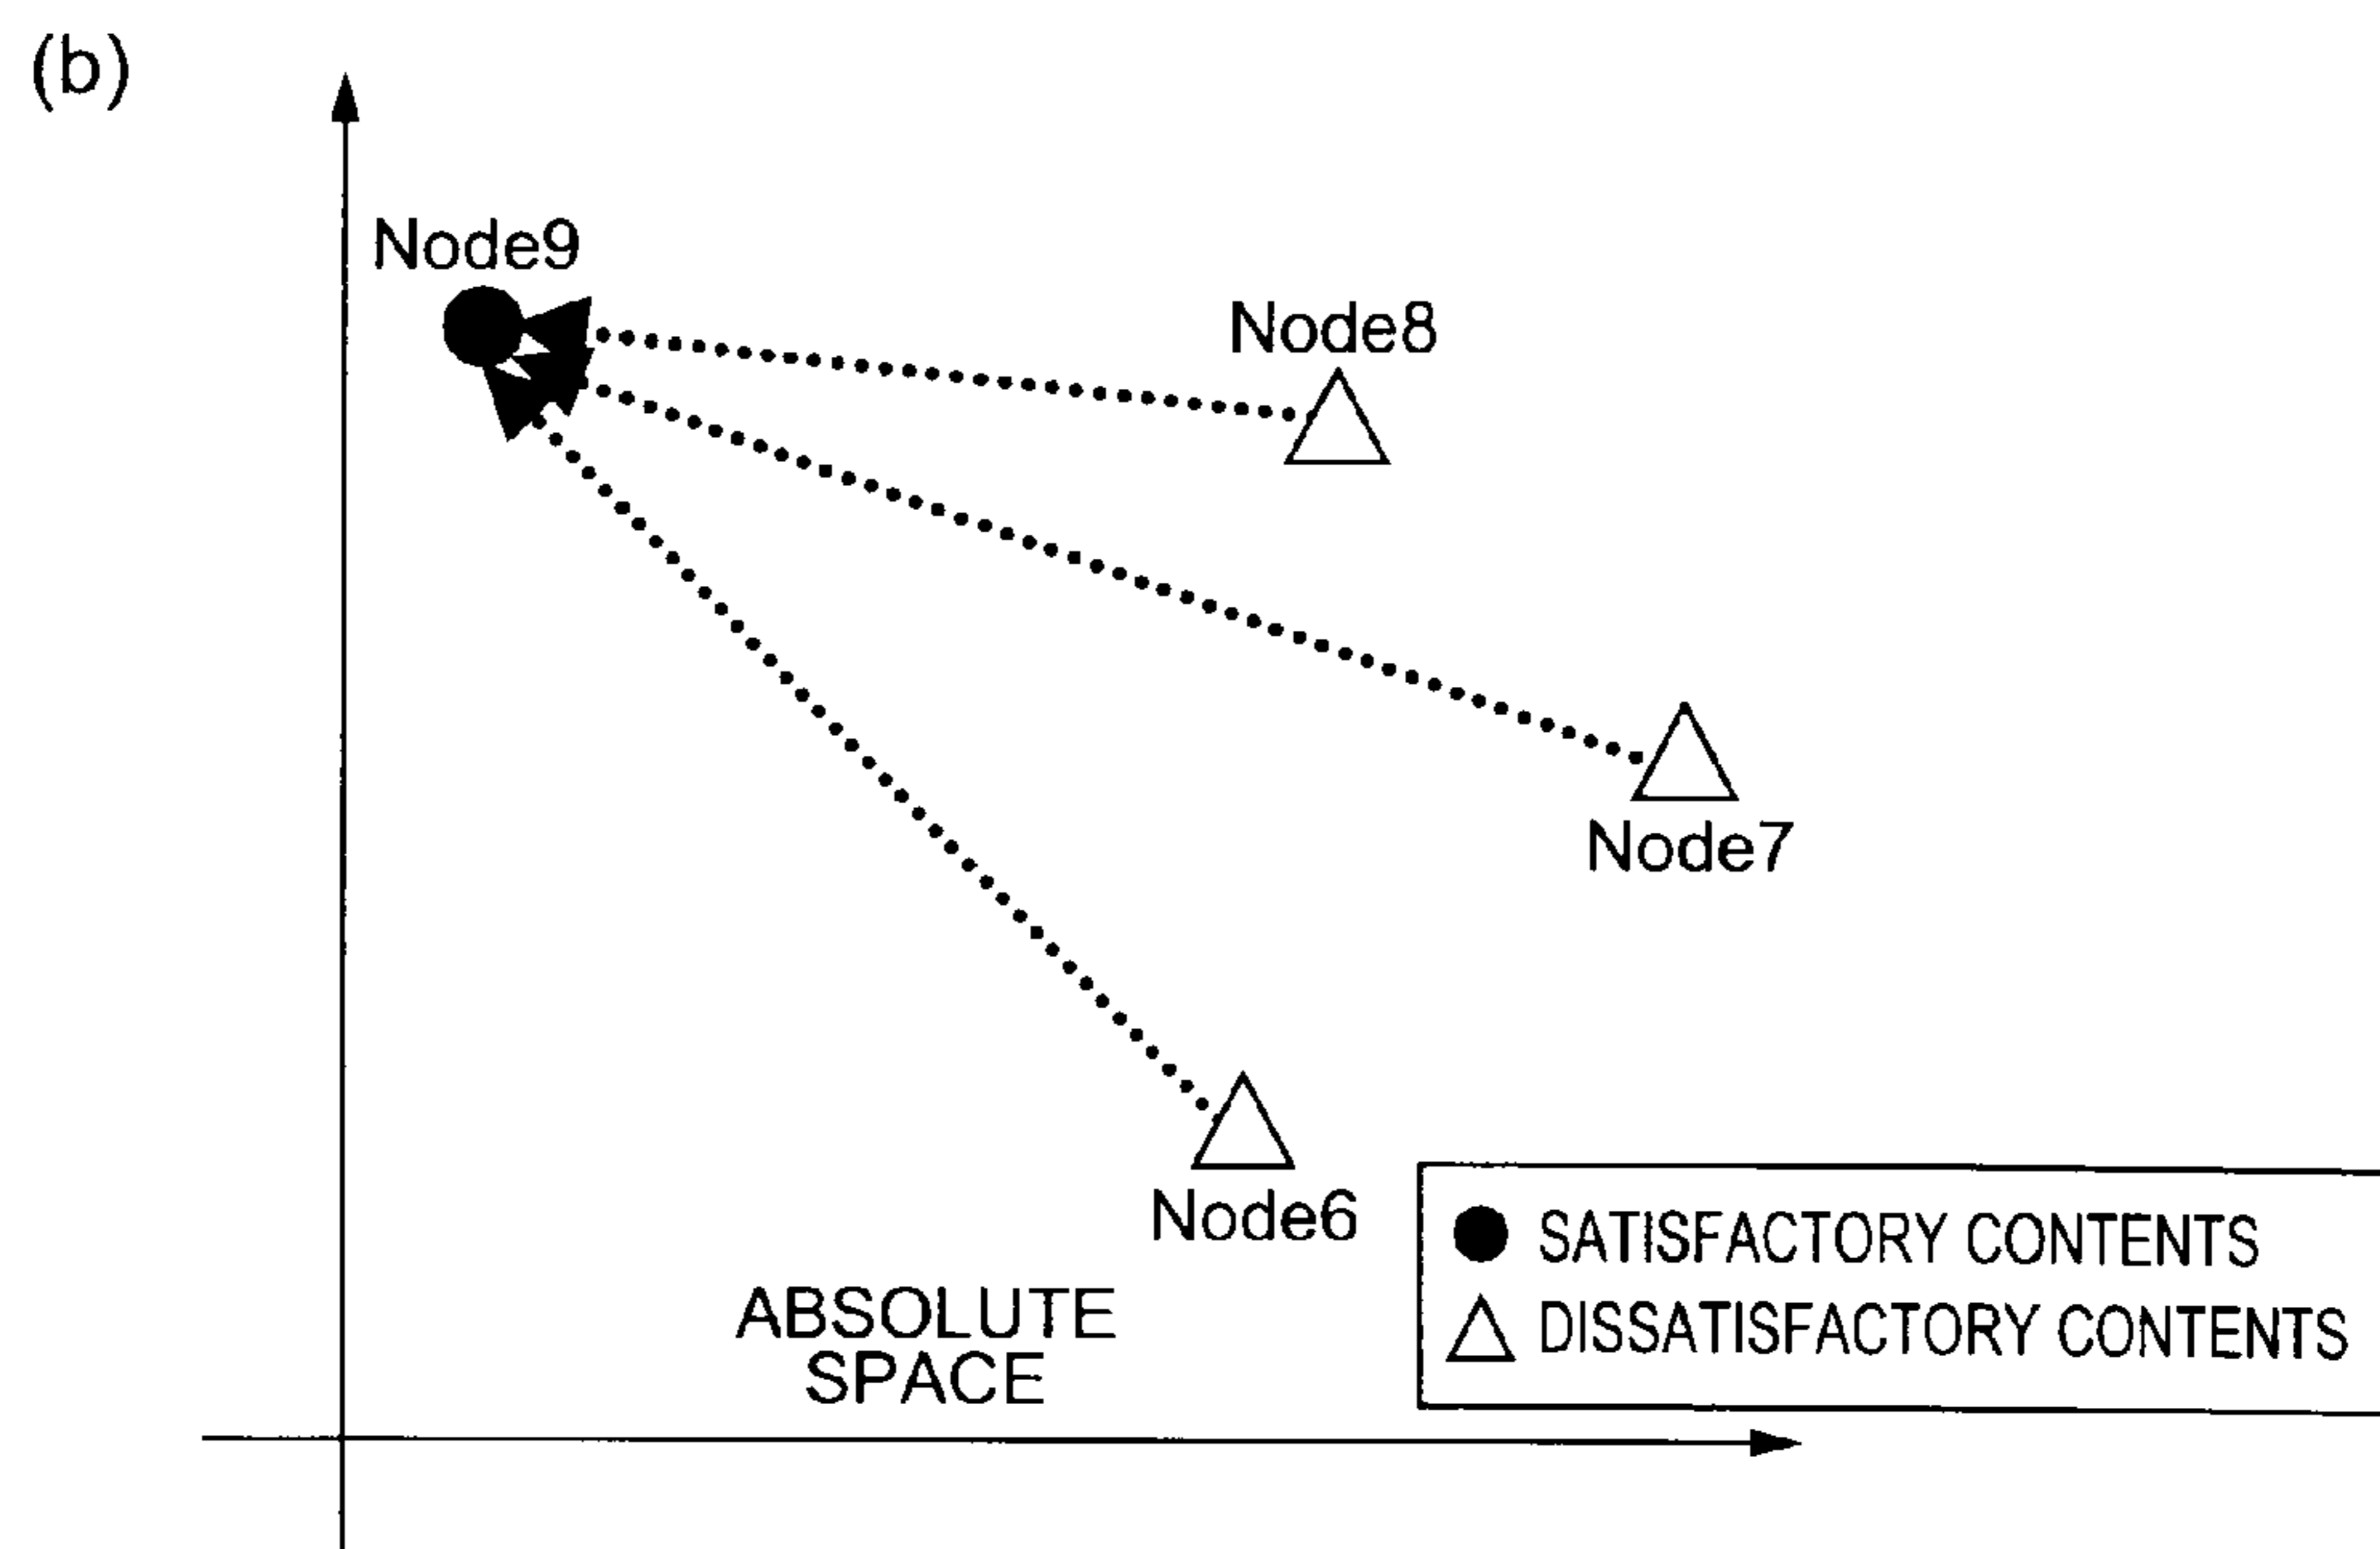 (b)
Node9
Node8
Node7
Node6
ABSOLUTE
SPACE
SATISFACTORY CONTENTS
DISSATISFACTORY CONTENTS